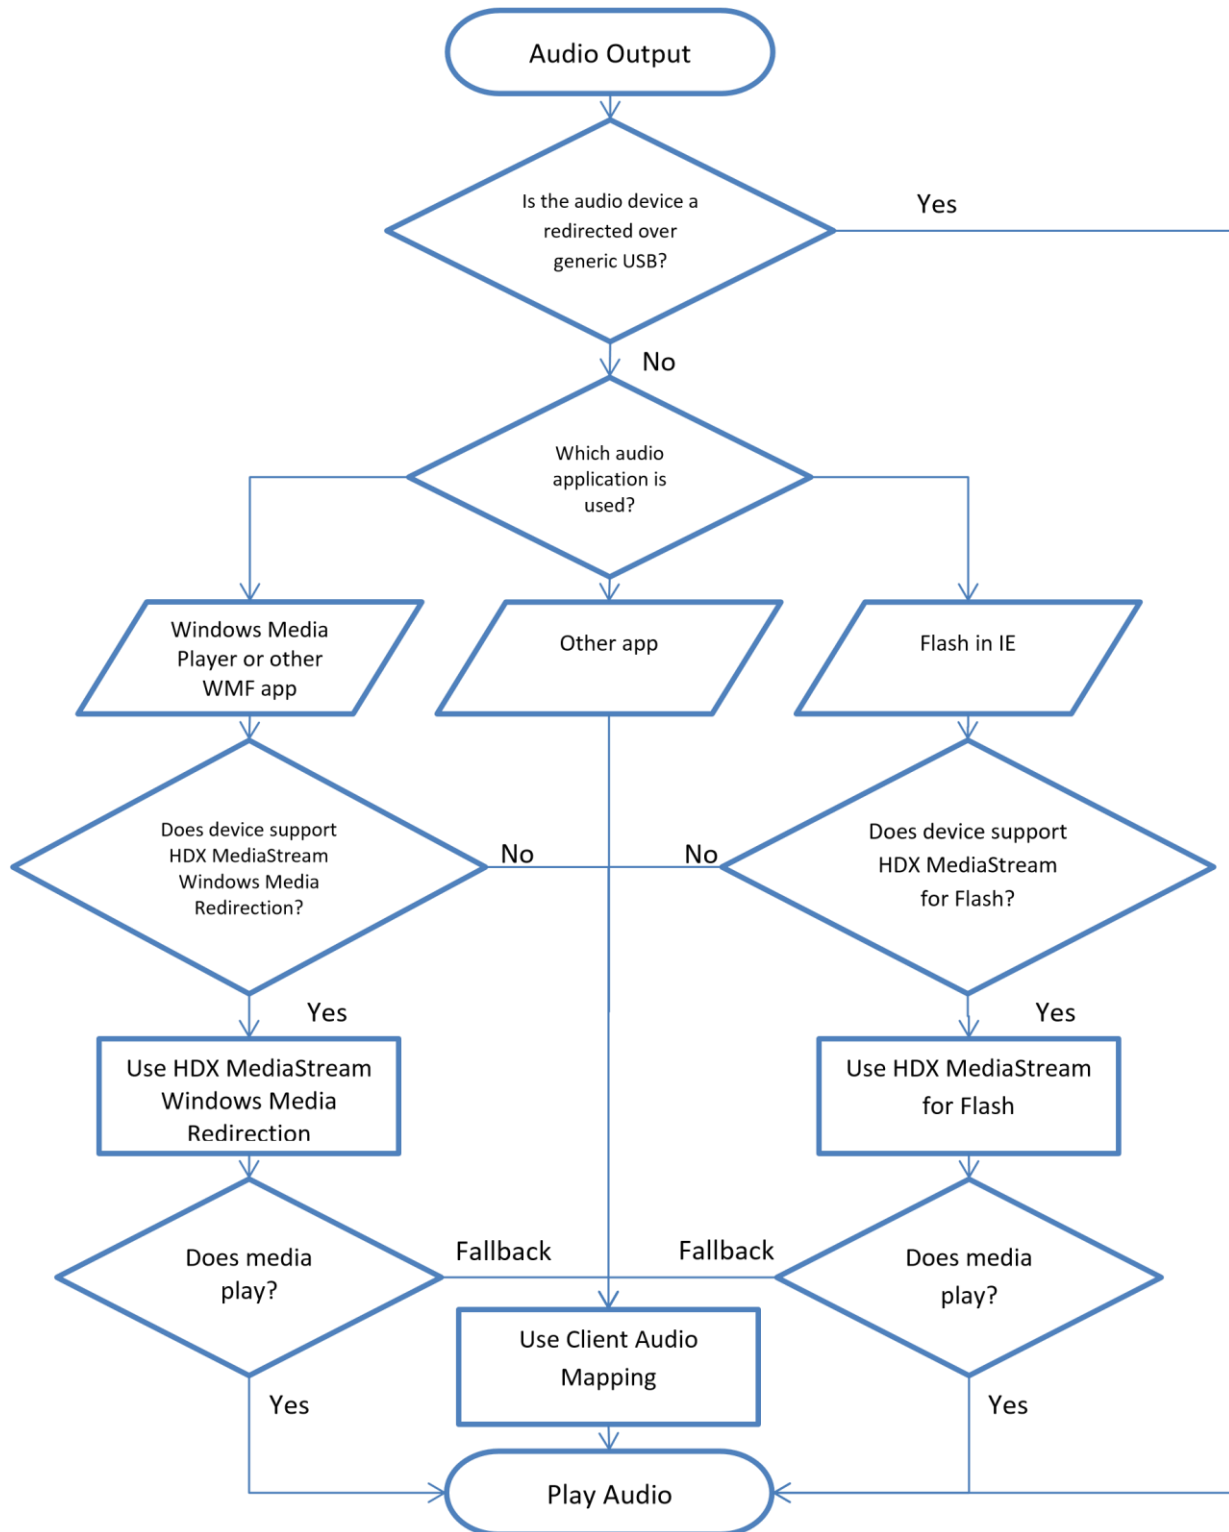 Audio Output
Is the audio device a
redirected over
generic USB?
Yes
No
Which audio
application is
used?
Windows Media
Player or other
WMF app
Other app
Flash in IE
Does device support
HDX MediaStream
Windows Media
Redirection?
No
No
Does device support
HDX MediaStream
for Flash?
Yes
Yes
Use HDX MediaStream
Windows Media
Redirection
Use HDX MediaStream
for Flash
Does media
play?
Fallback
Fallback
Does media
play?
Use Client Audio
Mapping
Yes
Yes
Play Audio